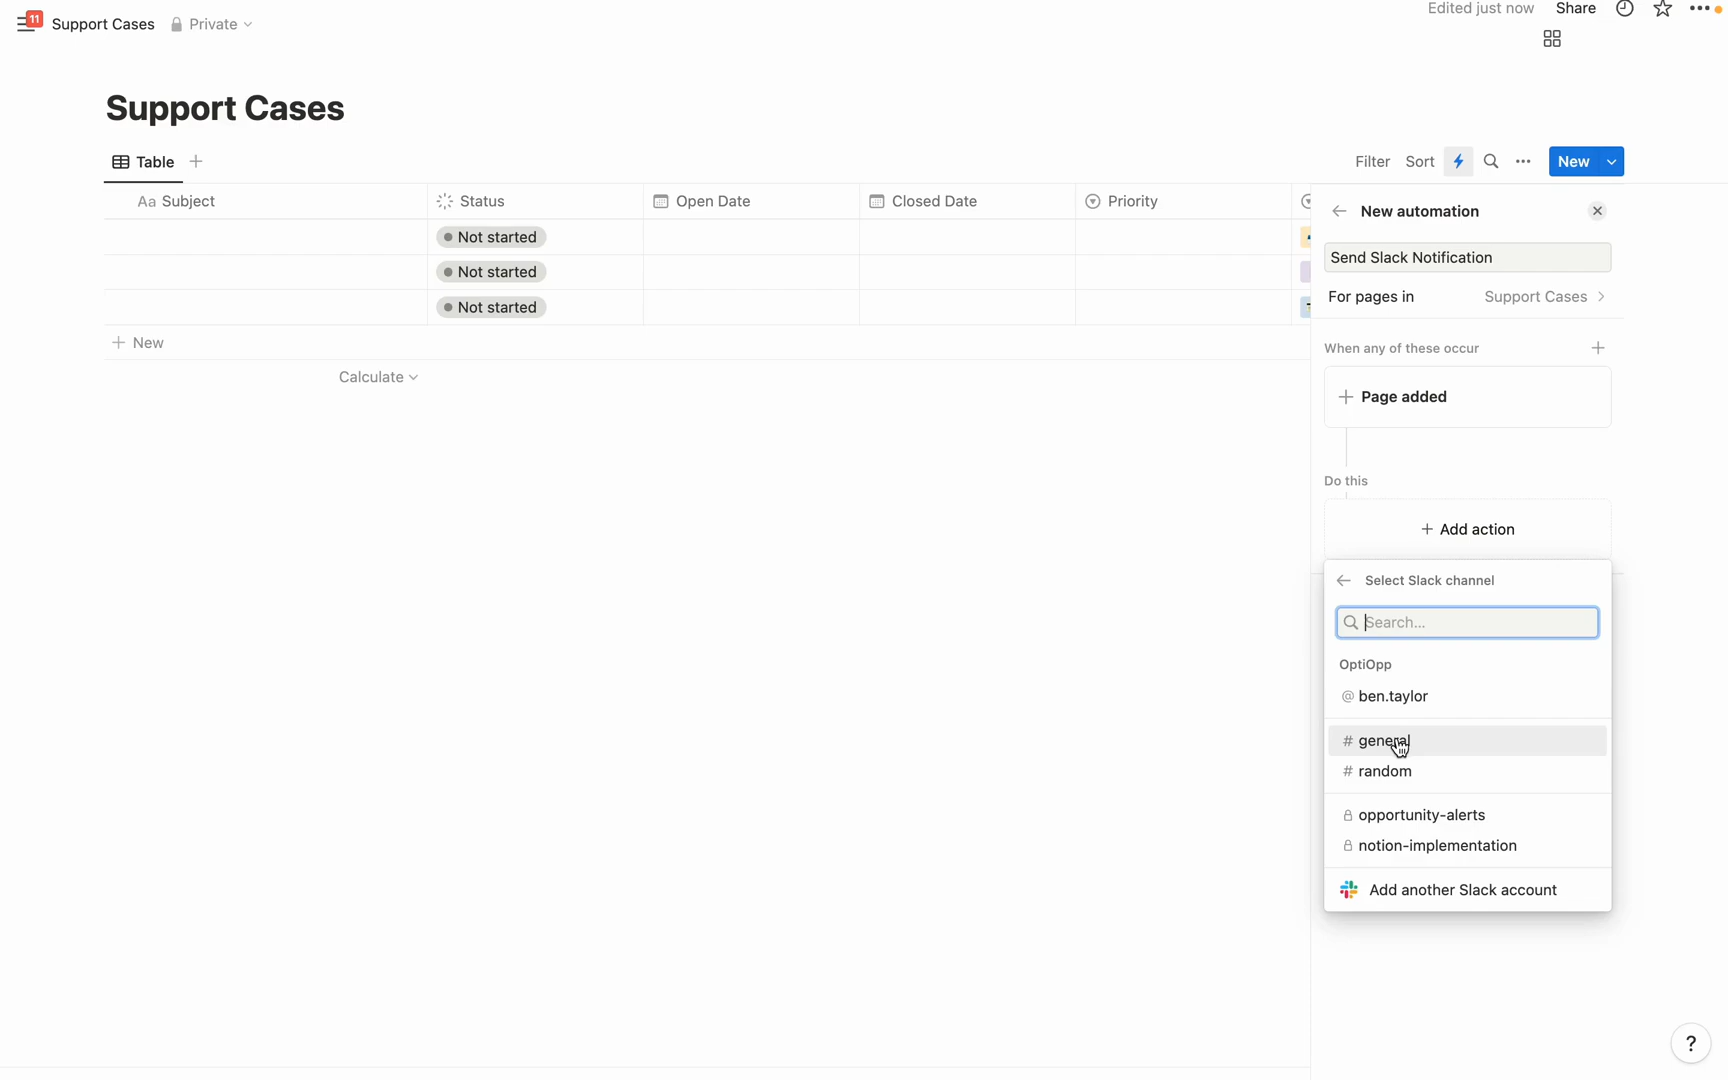 11 Support Cases Private Edited just now Share
Support Cases
Table Filter Sort New
Aa Subject Status Open Date Closed Date Priority
Not started
Not started
Not started
New
Calculate
New automation
Send Slack Notification
For pages in Support Cases
When any of these occur
Page added
Do this
Add action
Select Slack channel
Search...
OptiOpp
@ ben.taylor
# general
# random
opportunity-alerts
notion-implementation
Add another Slack account
?